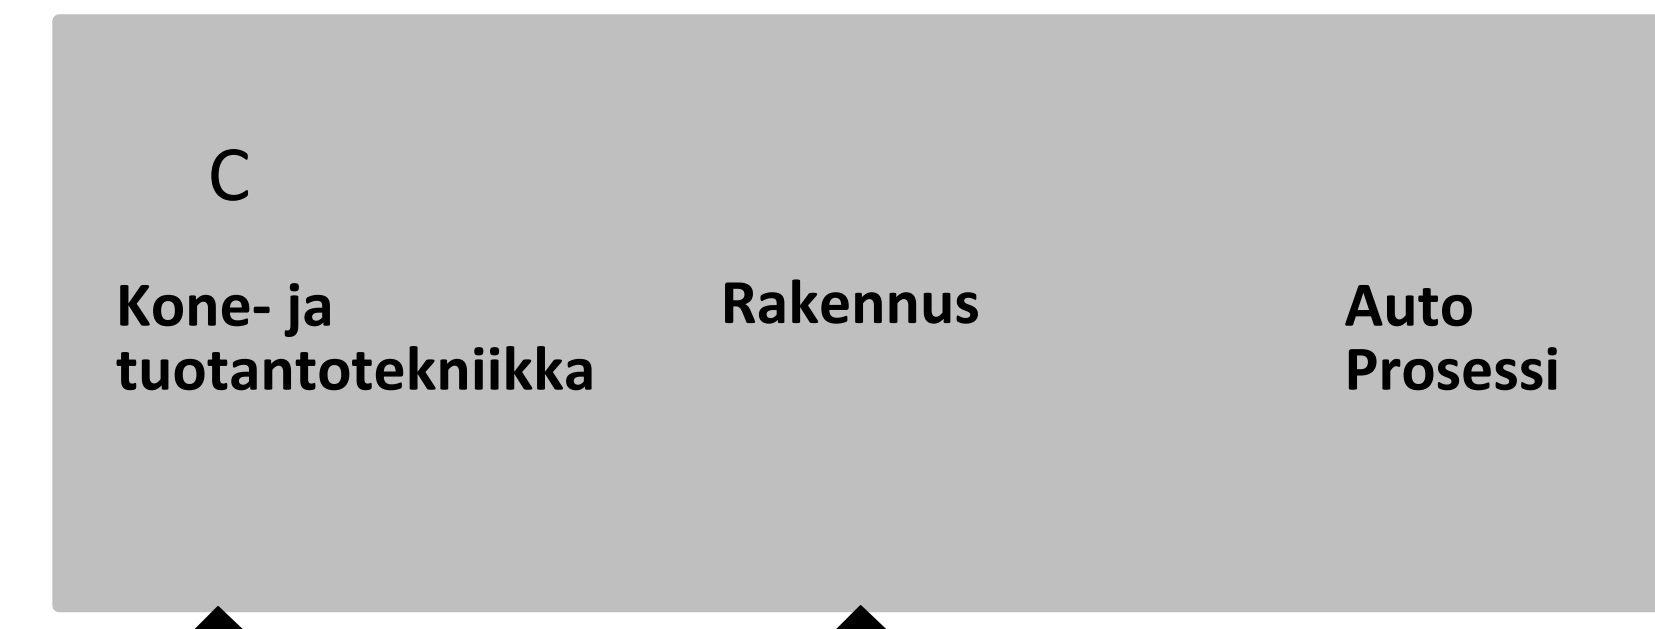 C
Kone- ja
tuotantotekniikka
Rakennus
Auto
Prosessi